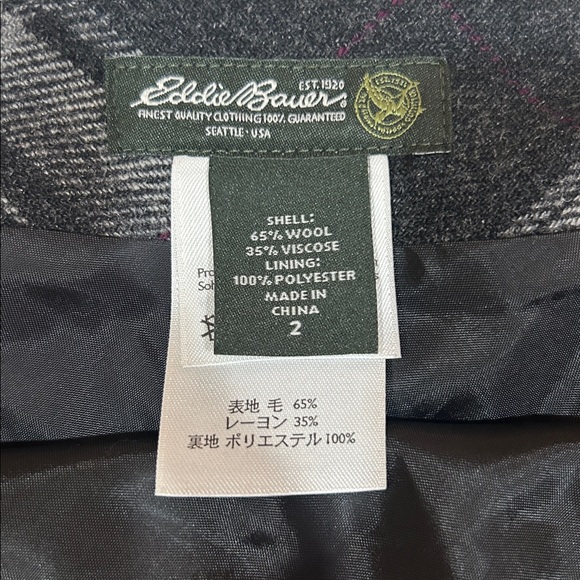 Eddie Bauer
EST. 1920
FINEST QUALITY CLOTHING 100% GUARANTEED
SEATTLE · USA
SHELL:
65% WOOL
35% VISCOSE
LINING:
100% POLYESTER
MADE IN
CHINA
2
表地 毛 65%
レーヨン 35%
裏地 ポリエステル 100%